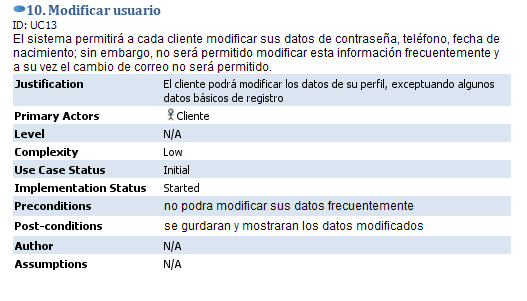 10. Modificar usuario
ID: UC13
El sistema permitirá a cada cliente modificar sus datos de contraseña, teléfono, fecha de
nacimiento; sin embargo, no será permitido modificar esta información frecuentemente y
a su vez el cambio de correo no será permitido.
Justification El cliente podrá modificar los datos de su perfil, exceptuando algunos
datos básicos de registro
Primary Actors Cliente
Level N/A
Complexity Low
Use Case Status Initial
Implementation Status Started
Preconditions no podra modificar sus datos frecuentemente
Post-conditions se gurdaran y mostraran los datos modificados
Author N/A
Assumptions N/A